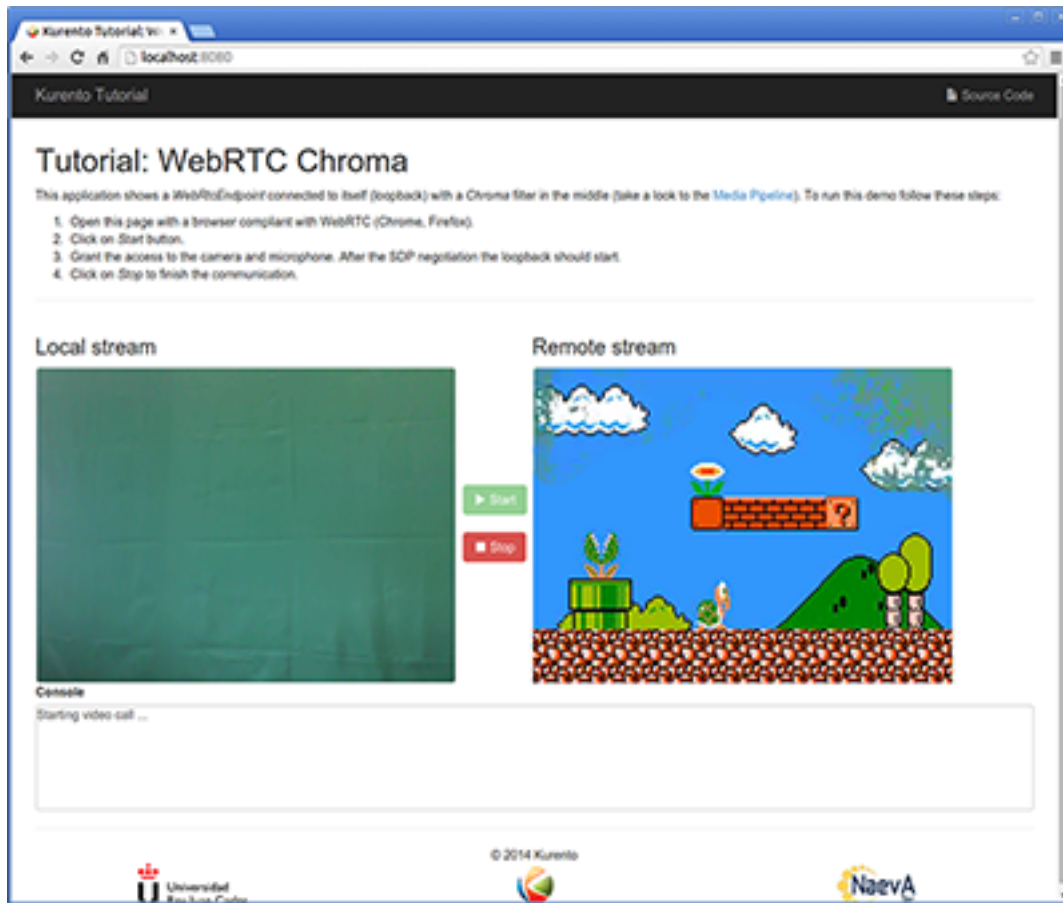 Kurento Tutorial: We
localhost:8080
Kurento Tutorial
Source Code
Tutorial: WebRTC Chroma
This application shows a WebRtcEndpoint connected to itself (loopback) with a Chroma filter in the middle (take a look to the Media Pipeline). To run this demo follow these steps:
1. Open this page with a browser compliant with WebRTC (Chrome, Firefox).
2. Click on Start button.
3. Grant the access to the camera and microphone. After the SDP negotiation the loopback should start.
4. Click on Stop to finish the communication.
Local stream
Remote stream
?
Start
Stop
Console
Starting video call ...
© 2014 Kurento
Universidad
Rey Juan Carlos
NaevA